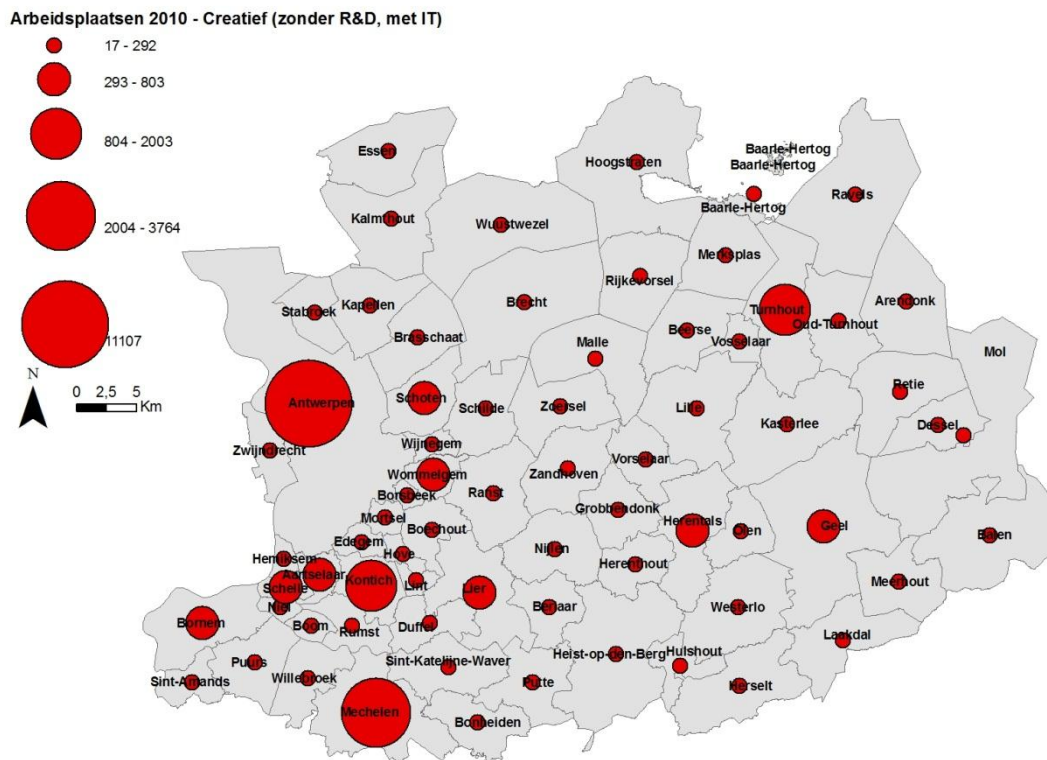 Arbeidsplaatsen 2010 - Creatief (zonder R&D, met IT)
17 - 292
293 - 803
804 - 2003
2004 - 3764
11107
N
0 2,5 5
Km
Essen
Hoogstraten
Baarle-Hertog
Baarle-Hertog
Baarle-Hertog
Ravels
Kalmthout
Wuustwezel
Merksplas
Rijkevorsel
Stabroek
Kapellen
Brecht
Turnhout
Arendonk
Oud-Turnhout
Brasschaat
Beerse
Vosselaar
Malle
Mol
Retie
Antwerpen
Schoten
Schilde
Zoersel
Lille
Kasterlee
Dessel
Zwijndrecht
Wijnegem
Wommelgem
Vorselaar
Zandhoven
Borsbeek
Ranst
Grobbendonk
Mortsel
Boechout
Herentals
Olen
Geel
Balen
Edegem
Hove
Nijlen
Herenthout
Hemiksem
Aartselaar
Kontich
Lint
Lier
Meerhout
Schelle
Niel
Berlaar
Westerlo
Bornem
Boom
Rumst
Duffel
Laakdal
Puurs
Sint-Katelijne-Waver
Heist-op-den-Berg
Hulshout
Sint-Amands
Willebroek
Putte
Herselt
Mechelen
Bonheiden